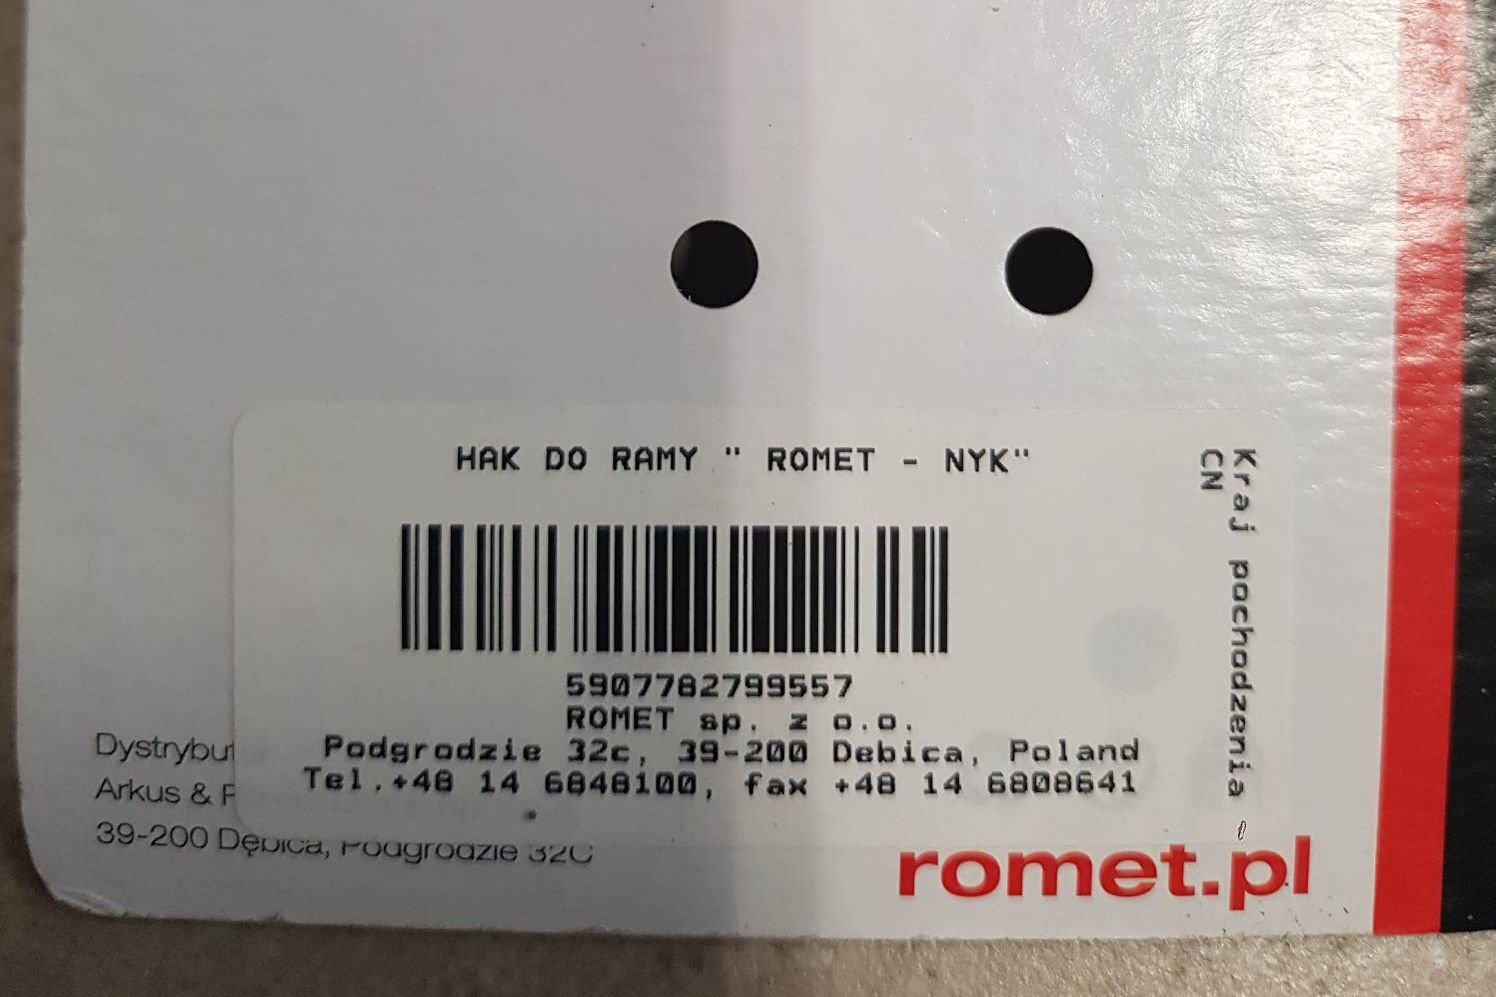 HAK DO RAMY " ROMET - NYK"
Kraj pochodzenia -
CN
5907782799557
ROMET sp. z o.o.
Podgrodzie 32c, 39-200 Debica, Poland
Tel.+48 14 6848100, fax +48 14 6808641
Dystrybut
Arkus & R
39-200 Dębica, Podgrodzie 32C
romet.pl